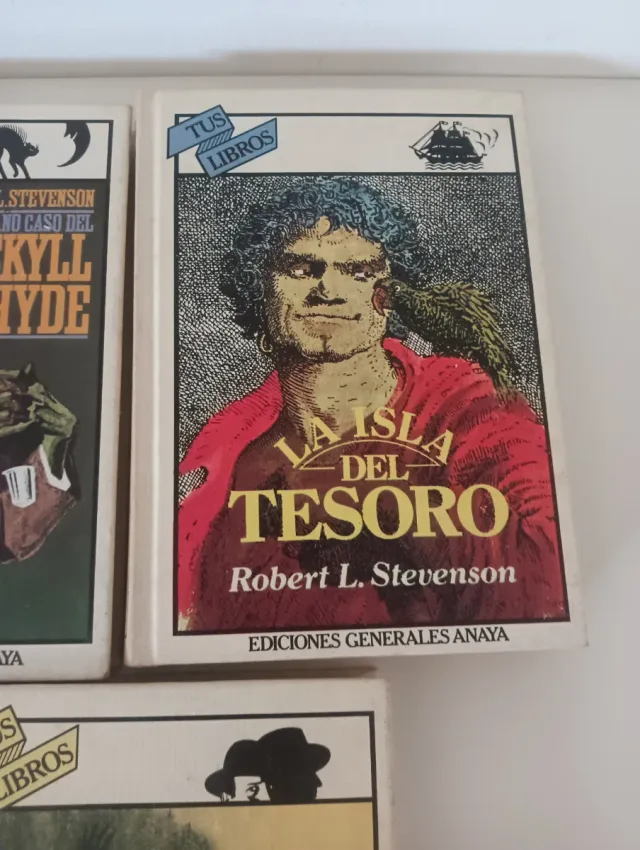 TUS
LIBROS
LA ISLA
DEL
TESORO
Robert L. Stevenson
EDICIONES GENERALES ANAYA
L. STEVENSON
CASO DEL
HYDE
LIBROS